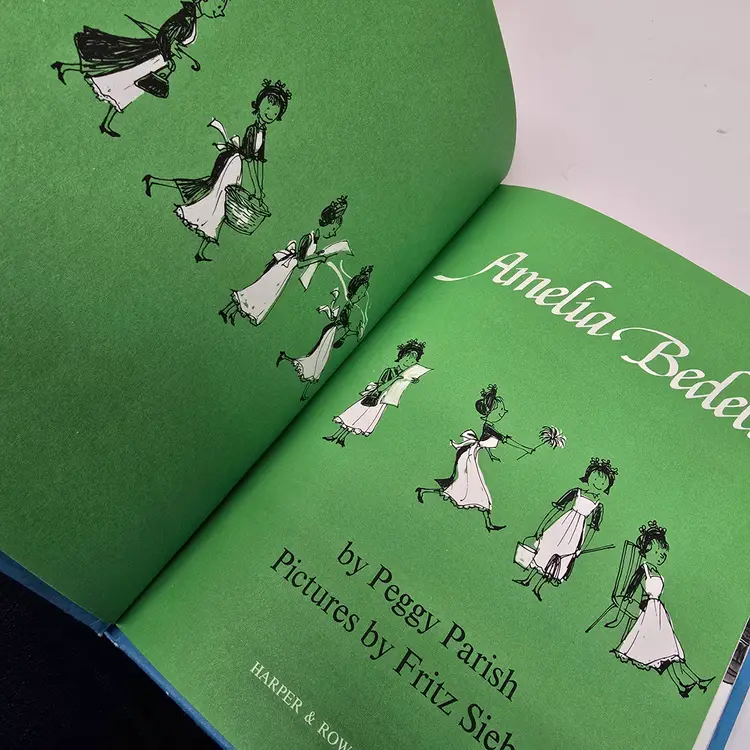 Amelia Bedel
by Peggy Parish
Pictures by Fritz Sieb
HARPER & ROW